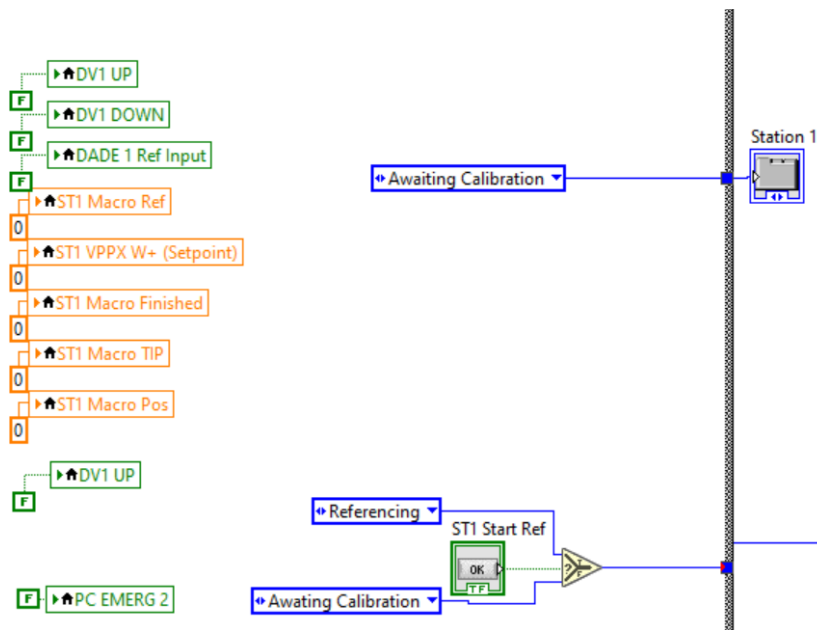 DV1 UP
F
DV1 DOWN
F
DADE 1 Ref Input
F
ST1 Macro Ref
0
ST1 VPPX W+ (Setpoint)
0
ST1 Macro Finished
0
ST1 Macro TIP
0
ST1 Macro Pos
0
DV1 UP
F
F PC EMERG 2
Awaiting Calibration
Station 1
Referencing
ST1 Start Ref
OK
TF
? T F
Awating Calibration